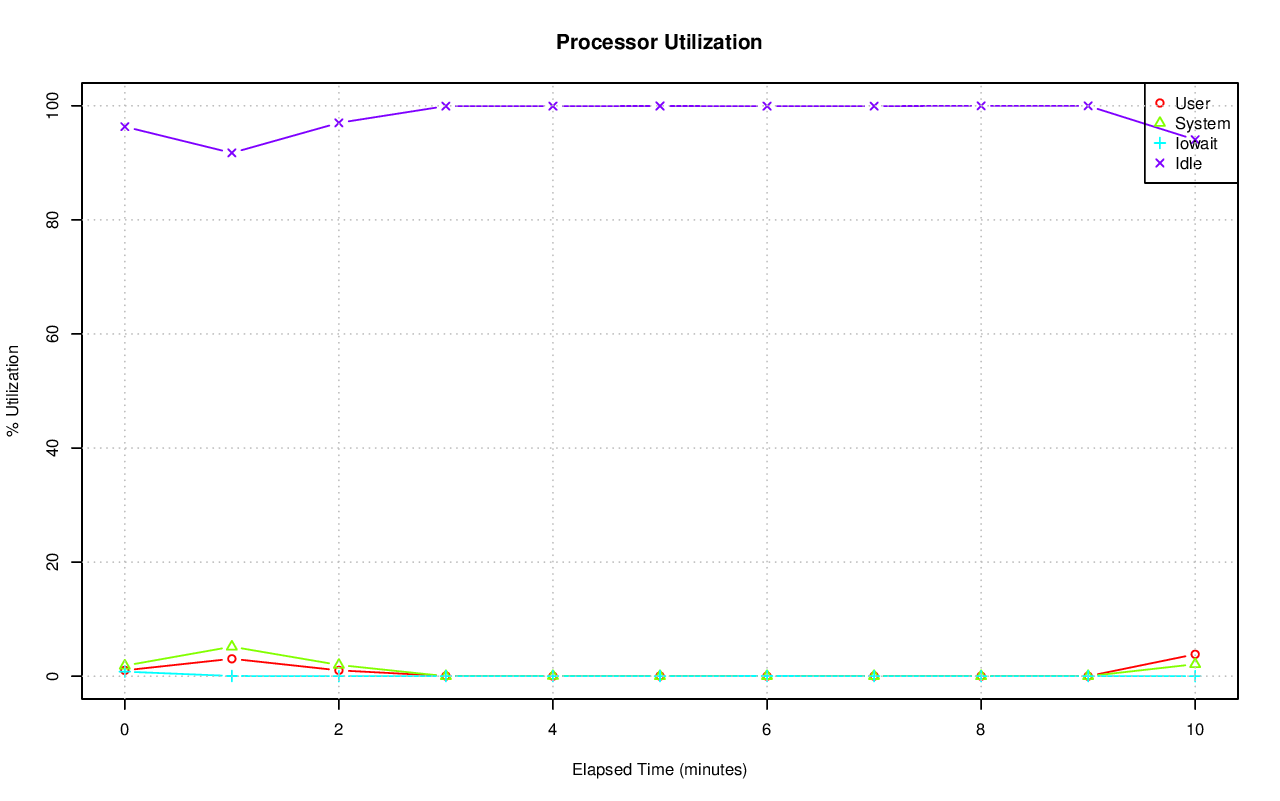 Processor Utilization
% Utilization
100
80
60
40
20
0
User
System
Iowait
Idle
0 2 4 6 8 10
Elapsed Time (minutes)